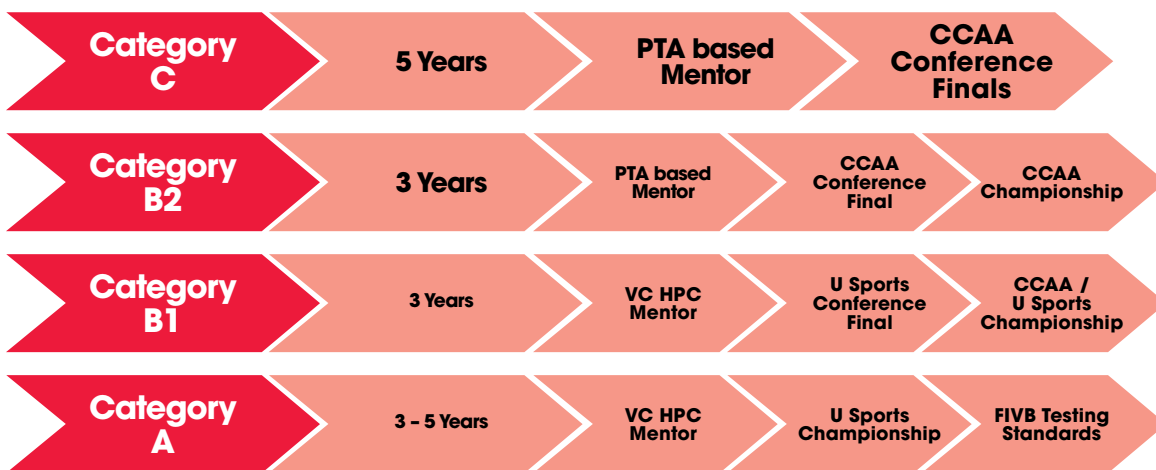 Category
C
5 Years
PTA based
Mentor
CCAA
Conference
Finals
Category
B2
3 Years
PTA based
Mentor
CCAA
Conference
Final
CCAA
Championship
Category
B1
3 Years
VC HPC
Mentor
U Sports
Conference
Final
CCAA /
U Sports
Championship
Category
A
3 – 5 Years
VC HPC
Mentor
U Sports
Championship
FIVB Testing
Standards